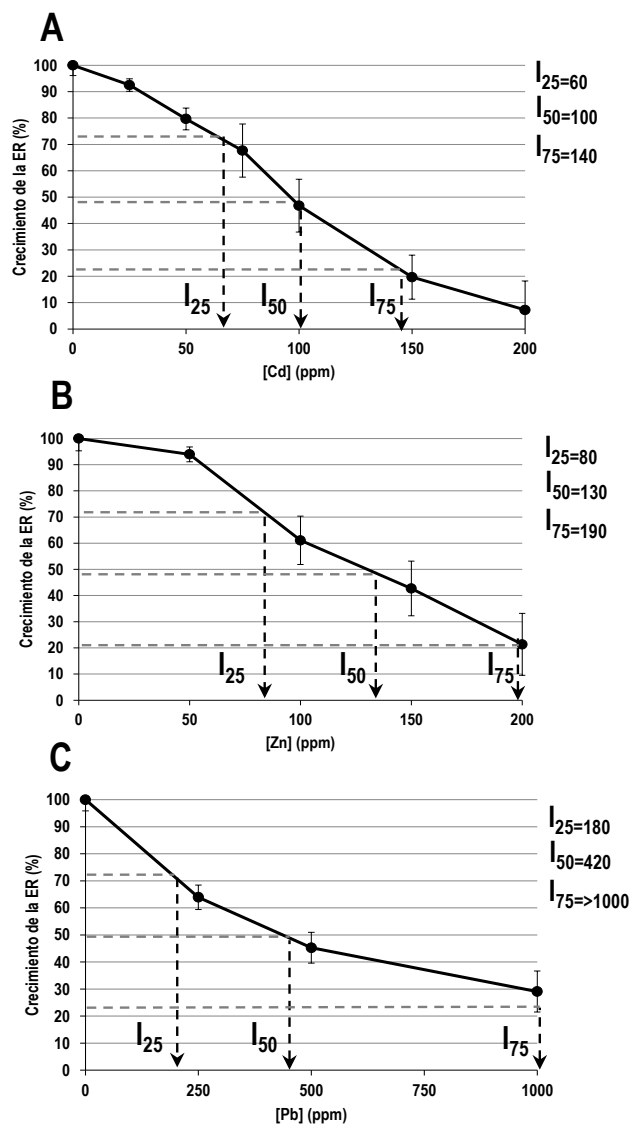 A
Crecimiento de la ER (%)
100
90
80
70
60
50
40
30
20
10
0
I25=60
I50=100
I75=140
I25 I50 I75
0 50 100 150 200
[Cd] (ppm)
B
Crecimiento de la ER (%)
100
90
80
70
60
50
40
30
20
10
0
I25=80
I50=130
I75=190
I25 I50 I75
0 50 100 150 200
[Zn] (ppm)
C
Crecimiento de la ER (%)
100
90
80
70
60
50
40
30
20
10
0
I25=180
I50=420
I75=>1000
I25 I50 I75
0 250 500 750 1000
[Pb] (ppm)